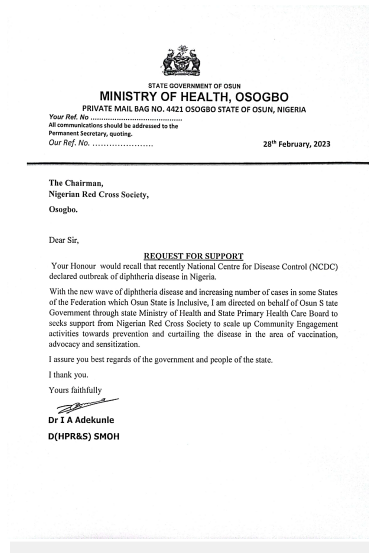 STATE GOVERNMENT OF OSUN
MINISTRY OF HEALTH, OSOGBO
PRIVATE MAIL BAG NO. 4421 OSOGBO STATE OF OSUN, NIGERIA
Your Ref. No ........................................
All communications should be addressed to the
Permanent Secretary, quoting.
Our Ref. No. ......................
28th February, 2023
The Chairman,
Nigerian Red Cross Society,
Osogbo.
Dear Sir,
REQUEST FOR SUPPORT
Your Honour would recall that recently National Centre for Disease Control (NCDC)
declared outbreak of diphtheria disease in Nigeria.
With the new wave of diphtheria disease and increasing number of cases in some States
of the Federation which Osun State is Inclusive, I am directed on behalf of Osun S tate
Government through state Ministry of Health and State Primary Health Care Board to
seeks support from Nigerian Red Cross Society to scale up Community Engagement
activities towards prevention and curtailing the disease in the area of vaccination,
advocacy and sensitization.
I assure you best regards of the government and people of the state.
I thank you.
Yours faithfully
Dr I A Adekunle
D(HPR&S) SMOH